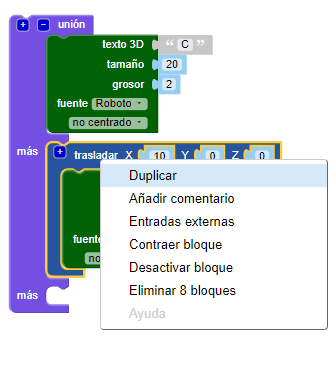 + − unión
texto 3D “ C ”
tamaño 20
grosor 2
fuente Roboto
no centrado
más + trasladar X 10 Y 0 Z 0
Duplicar
Añadir comentario
Entradas externas
fuente Contraer bloque
no Desactivar bloque
más Eliminar 8 bloques
Ayuda